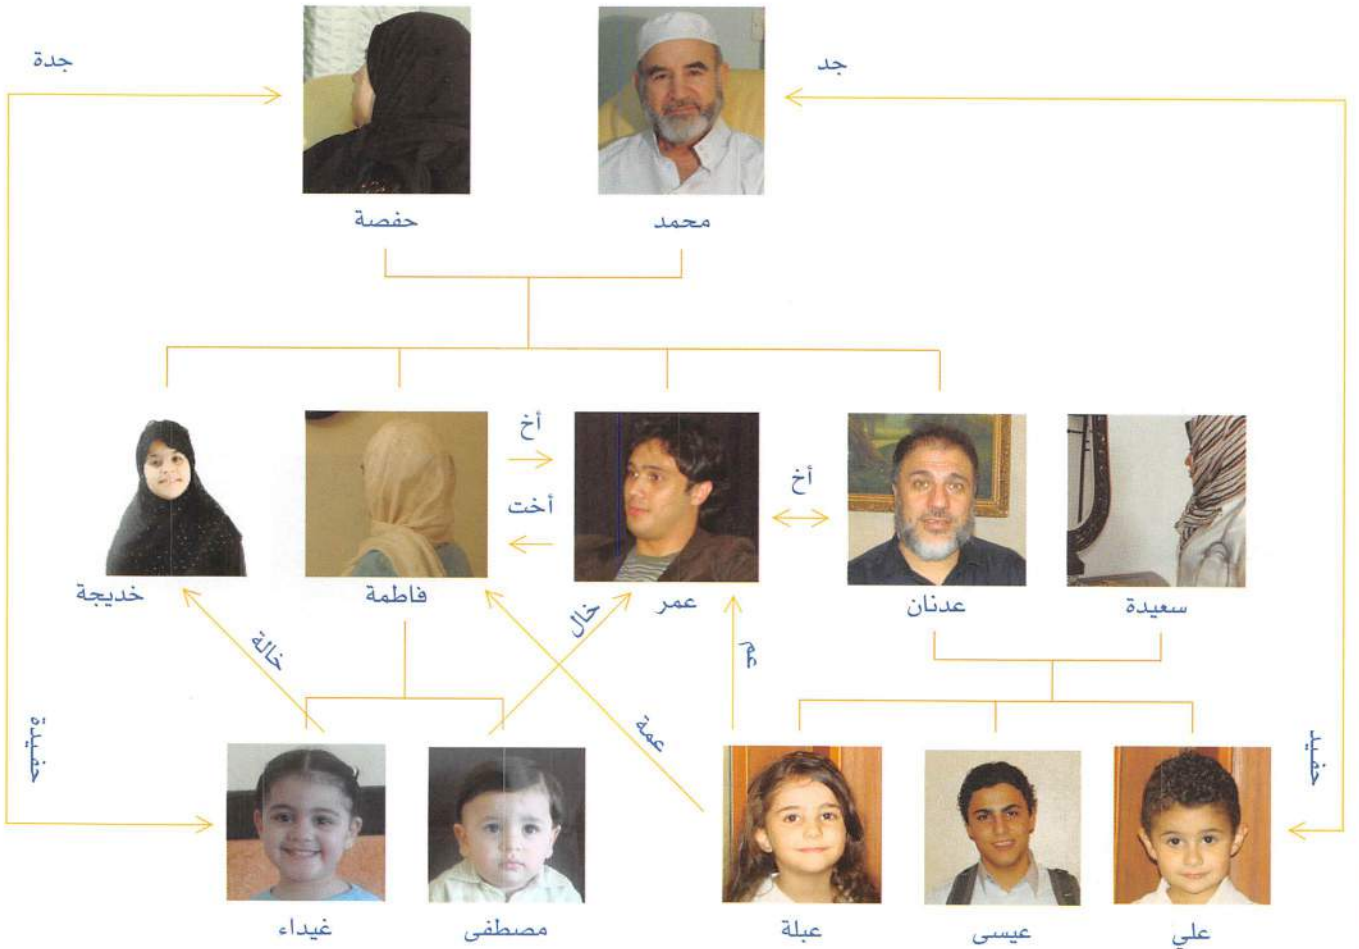 جد
جدة
محمد
حفصة
أخ
أخ
أخت
سعيدة
عدنان
عمر
فاطمة
خديجة
عم
خال
خالة
عمة
حفيد
حفيدة
علي
عيسى
عبلة
مصطفى
غيداء